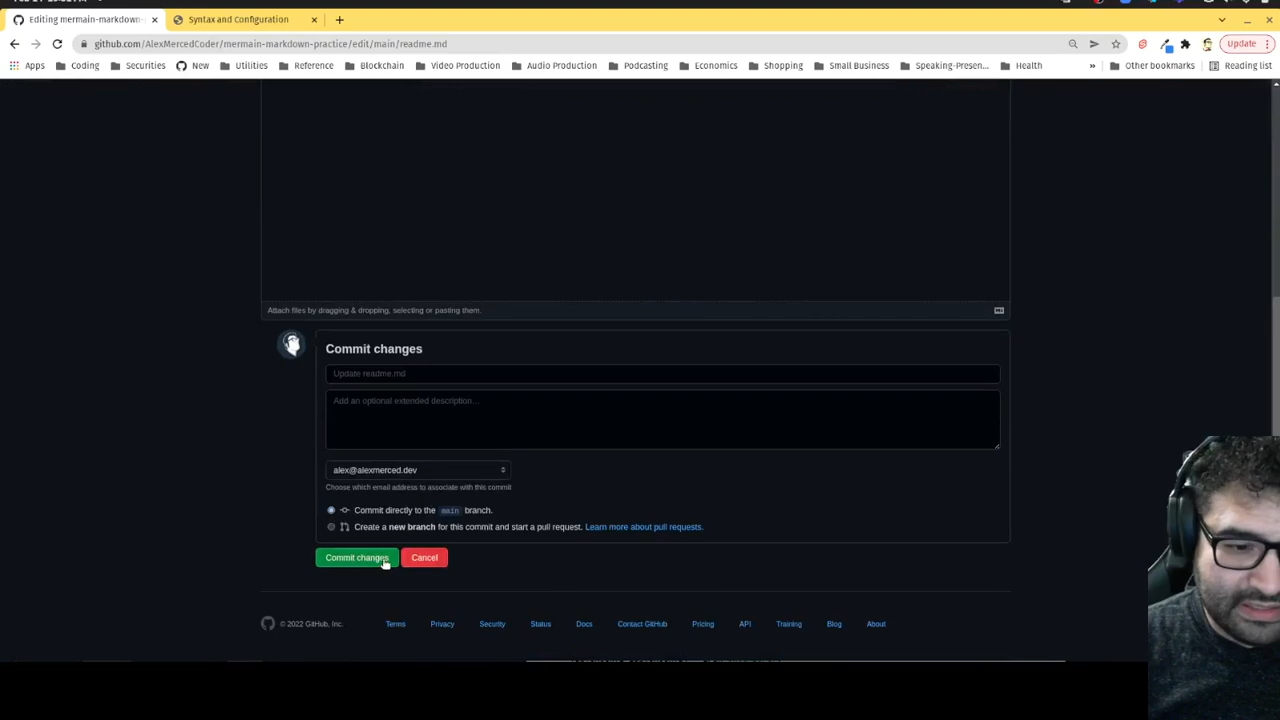 Editing mermain-markdown-
Syntax and Configuration
github.com/AlexMercedCoder/mermain-markdown-practice/edit/main/readme.md
Update
Apps Coding Securities New Utilities Reference Blockchain Video Production Audio Production Podcasting Economics Shopping Small Business Speaking-Presen... Health » Other bookmarks Reading list
Attach files by dragging & dropping, selecting or pasting them.
Commit changes
Update readme.md
Add an optional extended description...
alex@alexmerced.dev
Choose which email address to associate with this commit
Commit directly to the main branch.
Create a new branch for this commit and start a pull request. Learn more about pull requests.
Commit changes Cancel
© 2022 GitHub, Inc. Terms Privacy Security Status Docs Contact GitHub Pricing API Training Blog About